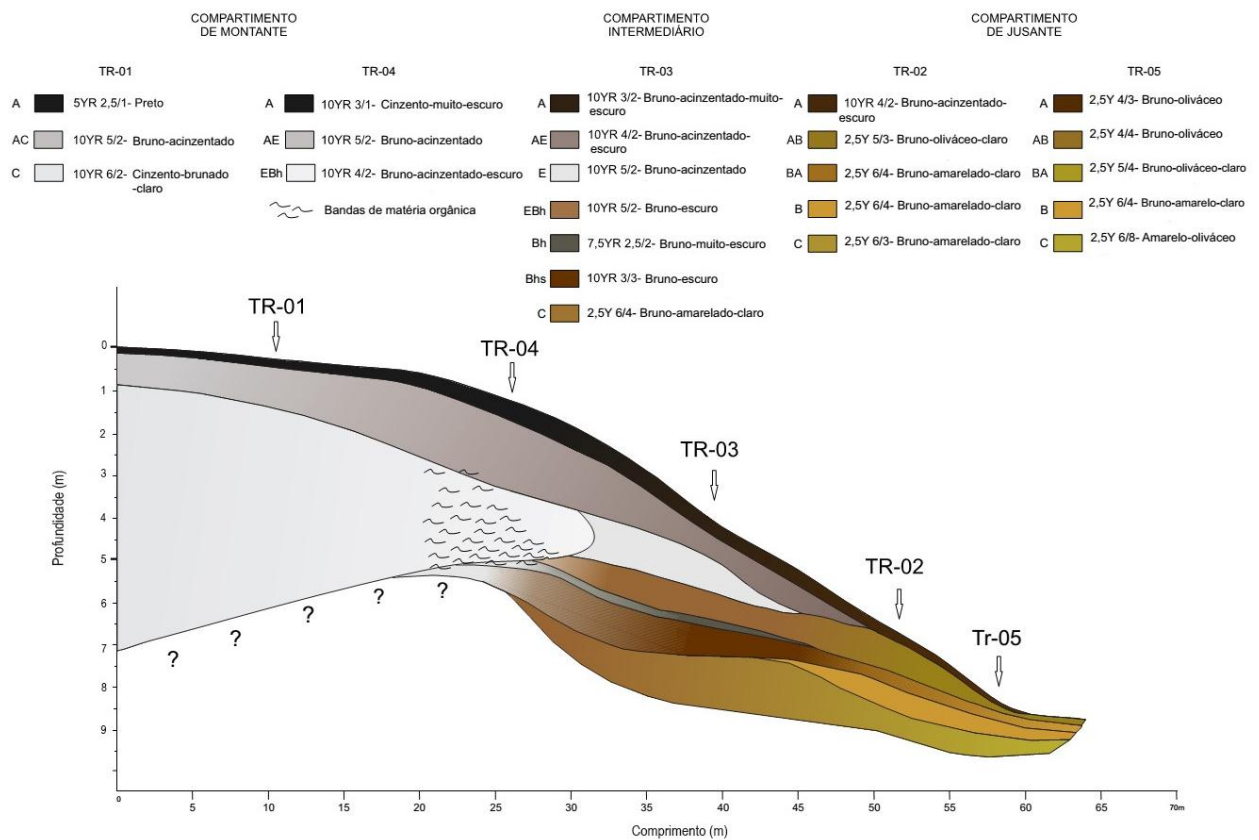 COMPARTIMENTO
DE MONTANTE
COMPARTIMENTO
INTERMEDIÁRIO
COMPARTIMENTO
DE JUSANTE
TR-01
A 5YR 2,5/1- Preto
AC 10YR 5/2- Bruno-acinzentado
C 10YR 6/2- Cinzento-brunado
-claro
TR-04
A 10YR 3/1- Cinzento-muito-escuro
AE 10YR 5/2- Bruno-acinzentado
EBh 10YR 4/2- Bruno-acinzentado-escuro
Bandas de matéria orgânica
TR-03
A 10YR 3/2- Bruno-acinzentado-muito-
escuro
AE 10YR 4/2- Bruno-acinzentado-
escuro
E 10YR 5/2- Bruno-acinzentado
EBh 10YR 5/2- Bruno-escuro
Bh 7,5YR 2,5/2- Bruno-muito-escuro
Bhs 10YR 3/3- Bruno-escuro
C 2,5Y 6/4- Bruno-amarelado-claro
TR-02
A 10YR 4/2- Bruno-acinzentado-
escuro
AB 2,5Y 5/3- Bruno-oliváceo-claro
BA 2,5Y 6/4- Bruno-amarelado-claro
B 2,5Y 6/4- Bruno-amarelado-claro
C 2,5Y 6/3- Bruno-amarelado-claro
TR-05
A 2,5Y 4/3- Bruno-oliváceo
AB 2,5Y 4/4- Bruno-oliváceo
BA 2,5Y 5/4- Bruno-oliváceo-claro
B 2,5Y 6/4- Bruno-amarelo-claro
C 2,5Y 6/8- Amarelo-oliváceo
TR-01
TR-04
TR-03
TR-02
Tr-05
Profundidade (m)
0
1
2
3
4
5
6
7
8
9
? ? ? ? ?
0 5 10 15 20 25 30 35 40 45 50 55 60 65 70m
Comprimento (m)